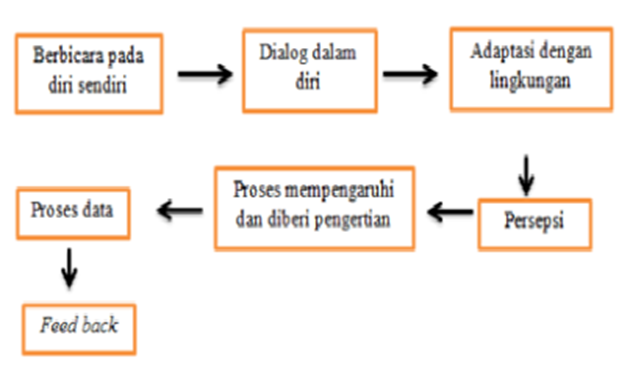 Berbicara pada
diri sendiri
Dialog dalam
diri
Adaptasi dengan
lingkungan
Persepsi
Proses mempengaruhi
dan diberi pengertian
Proses data
Feed back